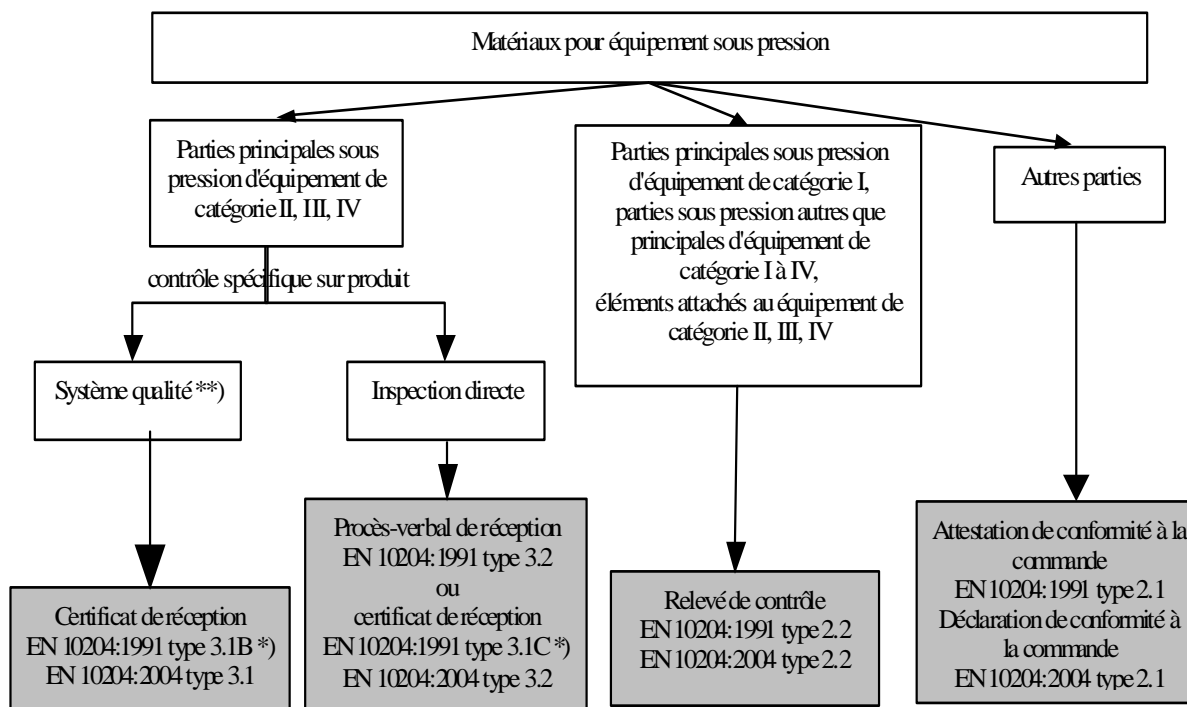 Matériaux pour équipement sous pression
Parties principales sous
pression d'équipement de
catégorie II, III, IV
Parties principales sous pression
d'équipement de catégorie I,
parties sous pression autres que
principales d'équipement de
catégorie I à IV,
éléments attachés au équipement de
catégorie II, III, IV
Autres parties
contrôle spécifique sur produit
Système qualité **)
Inspection directe
Certificat de réception
EN 10204:1991 type 3.1B *)
EN 10204:2004 type 3.1
Procès-verbal de réception
EN 10204:1991 type 3.2
ou
certificat de réception
EN 10204:1991 type 3.1C *)
EN 10204:2004 type 3.2
Relevé de contrôle
EN 10204:1991 type 2.2
EN 10204:2004 type 2.2
Attestation de conformité à la
commande
EN 10204:1991 type 2.1
Déclaration de conformité à
la commande
EN 10204:2004 type 2.1